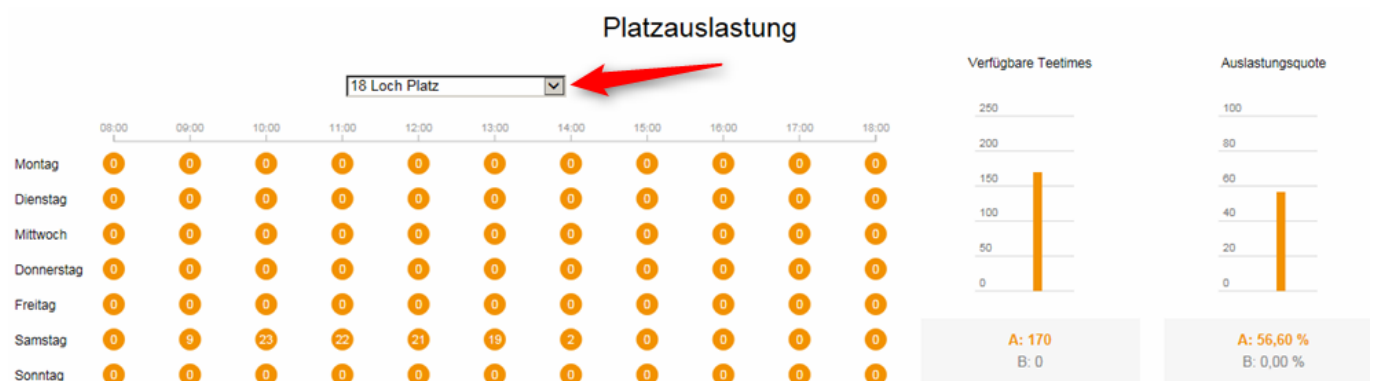 Platzauslastung
18 Loch Platz
08:00 09:00 10:00 11:00 12:00 13:00 14:00 15:00 16:00 17:00 18:00
Montag 0 0 0 0 0 0 0 0 0 0 0
Dienstag 0 0 0 0 0 0 0 0 0 0 0
Mittwoch 0 0 0 0 0 0 0 0 0 0 0
Donnerstag 0 0 0 0 0 0 0 0 0 0 0
Freitag 0 0 0 0 0 0 0 0 0 0 0
Samstag 0 9 23 22 21 19 2 0 0 0 0
Sonntag 0 0 0 0 0 0 0 0 0 0 0
Verfügbare Teetimes
250
200
150
100
50
0
A: 170
B: 0
Auslastungsquote
100
80
60
40
20
0
A: 56,60 %
B: 0,00 %